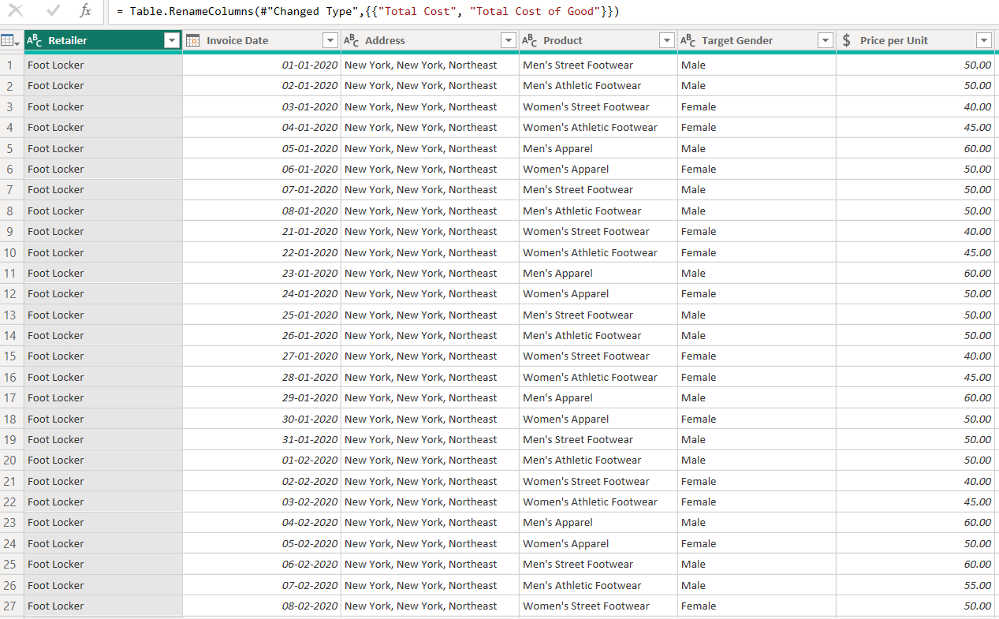 fx = Table.RenameColumns(#"Changed Type",{{"Total Cost", "Total Cost of Good"}})
ABC Retailer Invoice Date ABC Address ABC Product ABC Target Gender $ Price per Unit
1 Foot Locker 01-01-2020 New York, New York, Northeast Men's Street Footwear Male 50.00
2 Foot Locker 02-01-2020 New York, New York, Northeast Men's Athletic Footwear Male 50.00
3 Foot Locker 03-01-2020 New York, New York, Northeast Women's Street Footwear Female 40.00
4 Foot Locker 04-01-2020 New York, New York, Northeast Women's Athletic Footwear Female 45.00
5 Foot Locker 05-01-2020 New York, New York, Northeast Men's Apparel Male 60.00
6 Foot Locker 06-01-2020 New York, New York, Northeast Women's Apparel Female 50.00
7 Foot Locker 07-01-2020 New York, New York, Northeast Men's Street Footwear Male 50.00
8 Foot Locker 08-01-2020 New York, New York, Northeast Men's Athletic Footwear Male 50.00
9 Foot Locker 21-01-2020 New York, New York, Northeast Women's Street Footwear Female 40.00
10 Foot Locker 22-01-2020 New York, New York, Northeast Women's Athletic Footwear Female 45.00
11 Foot Locker 23-01-2020 New York, New York, Northeast Men's Apparel Male 60.00
12 Foot Locker 24-01-2020 New York, New York, Northeast Women's Apparel Female 50.00
13 Foot Locker 25-01-2020 New York, New York, Northeast Men's Street Footwear Male 50.00
14 Foot Locker 26-01-2020 New York, New York, Northeast Men's Athletic Footwear Male 50.00
15 Foot Locker 27-01-2020 New York, New York, Northeast Women's Street Footwear Female 40.00
16 Foot Locker 28-01-2020 New York, New York, Northeast Women's Athletic Footwear Female 45.00
17 Foot Locker 29-01-2020 New York, New York, Northeast Men's Apparel Male 60.00
18 Foot Locker 30-01-2020 New York, New York, Northeast Women's Apparel Female 50.00
19 Foot Locker 31-01-2020 New York, New York, Northeast Men's Street Footwear Male 50.00
20 Foot Locker 01-02-2020 New York, New York, Northeast Men's Athletic Footwear Male 50.00
21 Foot Locker 02-02-2020 New York, New York, Northeast Women's Street Footwear Female 40.00
22 Foot Locker 03-02-2020 New York, New York, Northeast Women's Athletic Footwear Female 45.00
23 Foot Locker 04-02-2020 New York, New York, Northeast Men's Apparel Male 60.00
24 Foot Locker 05-02-2020 New York, New York, Northeast Women's Apparel Female 50.00
25 Foot Locker 06-02-2020 New York, New York, Northeast Men's Street Footwear Male 60.00
26 Foot Locker 07-02-2020 New York, New York, Northeast Men's Athletic Footwear Male 55.00
27 Foot Locker 08-02-2020 New York, New York, Northeast Women's Street Footwear Female 50.00